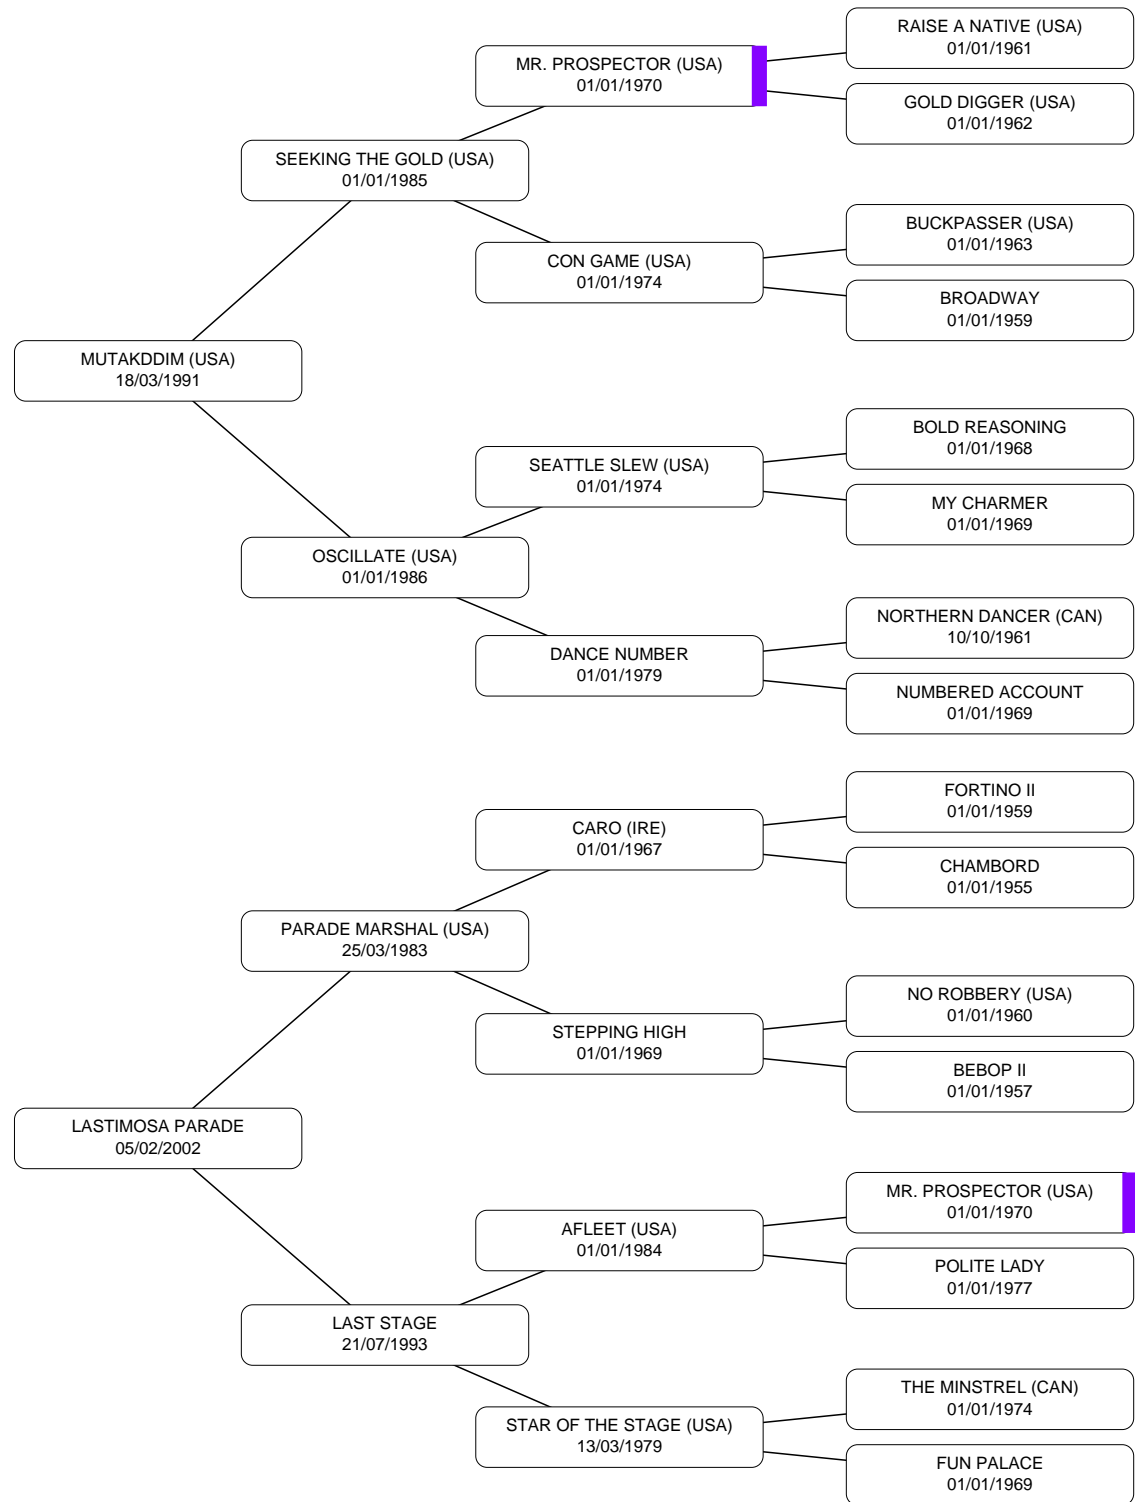 RAISE A NATIVE (USA)
01/01/1961
MR. PROSPECTOR (USA)
01/01/1970
GOLD DIGGER (USA)
01/01/1962
SEEKING THE GOLD (USA)
01/01/1985
BUCKPASSER (USA)
01/01/1963
CON GAME (USA)
01/01/1974
BROADWAY
01/01/1959
MUTAKDDIM (USA)
18/03/1991
BOLD REASONING
01/01/1968
SEATTLE SLEW (USA)
01/01/1974
MY CHARMER
01/01/1969
OSCILLATE (USA)
01/01/1986
NORTHERN DANCER (CAN)
10/10/1961
DANCE NUMBER
01/01/1979
NUMBERED ACCOUNT
01/01/1969
FORTINO II
01/01/1959
CARO (IRE)
01/01/1967
CHAMBORD
01/01/1955
PARADE MARSHAL (USA)
25/03/1983
NO ROBBERY (USA)
01/01/1960
STEPPING HIGH
01/01/1969
BEBOP II
01/01/1957
LASTIMOSA PARADE
05/02/2002
MR. PROSPECTOR (USA)
01/01/1970
AFLEET (USA)
01/01/1984
POLITE LADY
01/01/1977
LAST STAGE
21/07/1993
THE MINSTREL (CAN)
01/01/1974
STAR OF THE STAGE (USA)
13/03/1979
FUN PALACE
01/01/1969